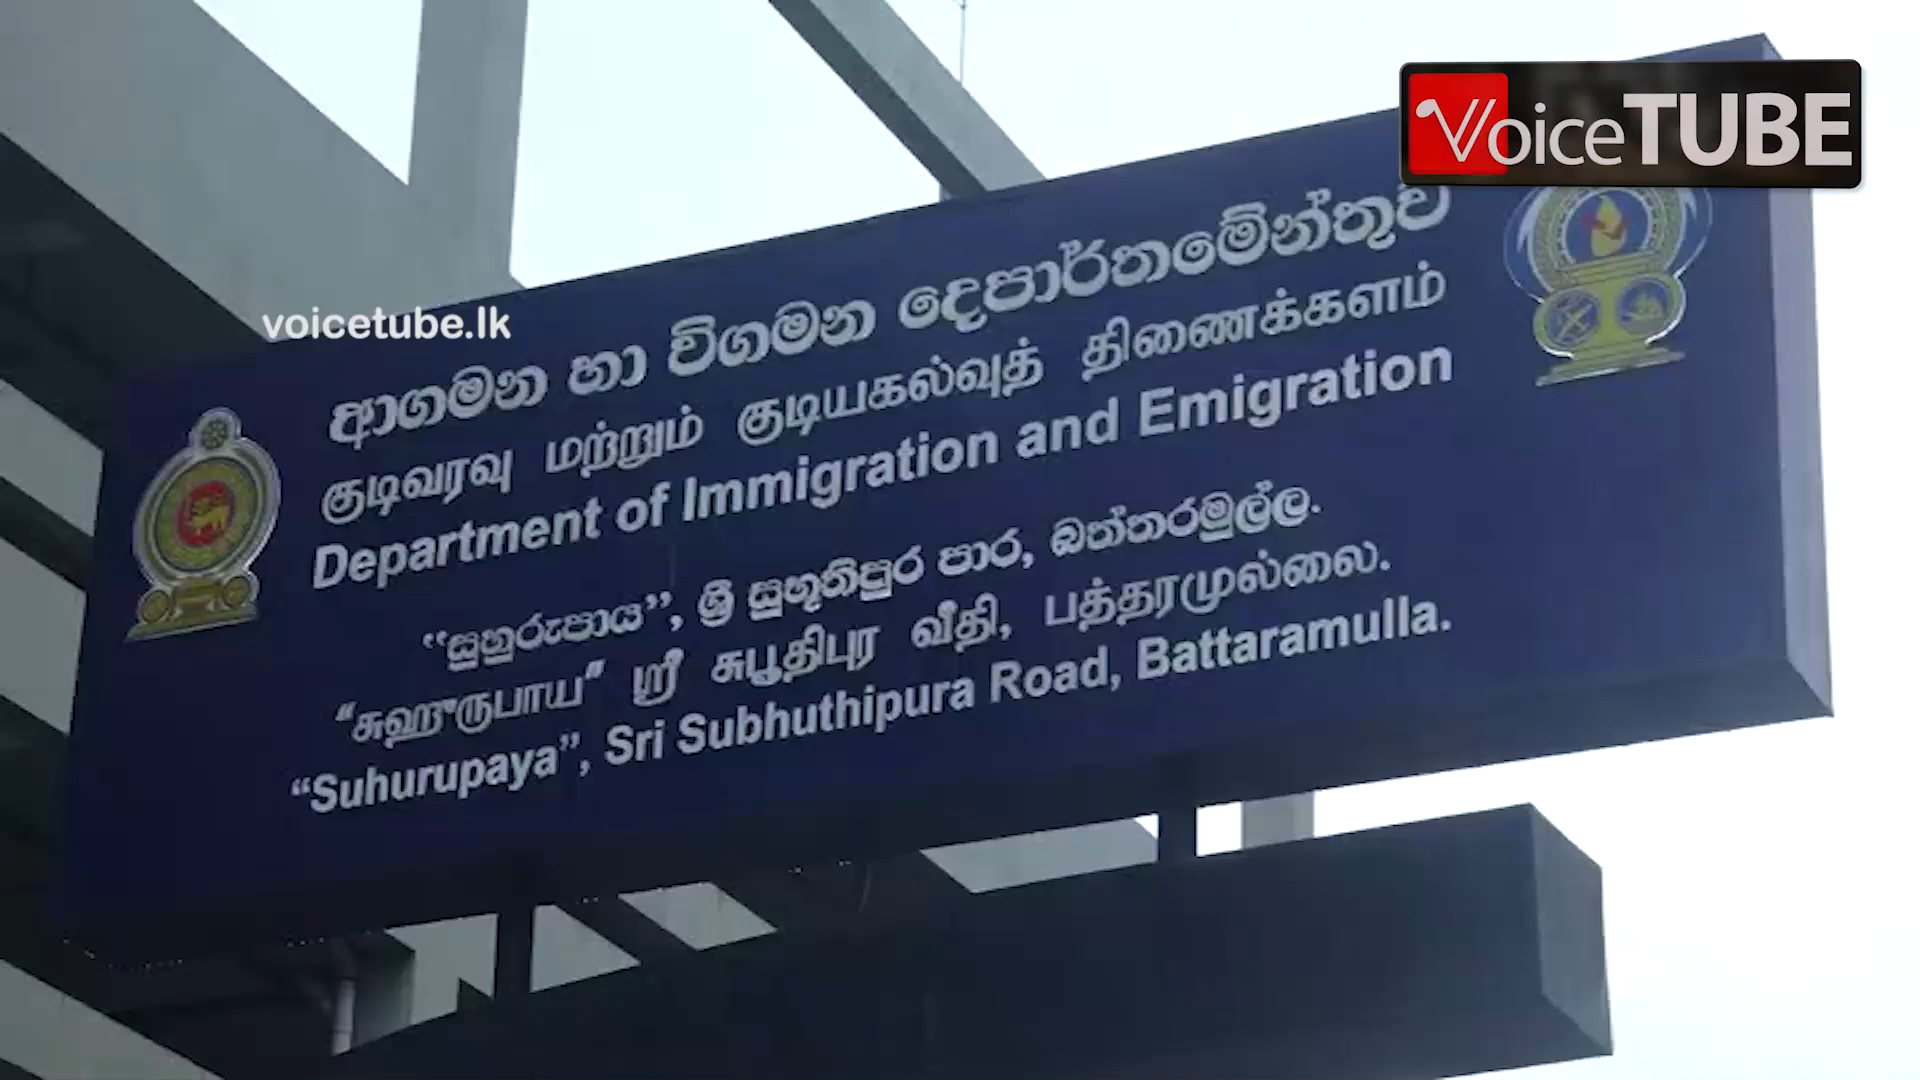 VoiceTUBE
voicetube.lk
ආගමන හා විගමන දෙපාර්තමේන්තුව
குடிவரவு மற்றும் குடியகல்வுத் திணைக்களம்
Department of Immigration and Emigration
“සුහුරුපාය”, ශ්‍රී සුභූතිපුර පාර, බත්තරමුල්ල.
“சுஹுருபாய” ஸ்ரீ சுபூதிபுர வீதி, பத்தரமுல்லை.
“Suhurupaya”, Sri Subhuthipura Road, Battaramulla.